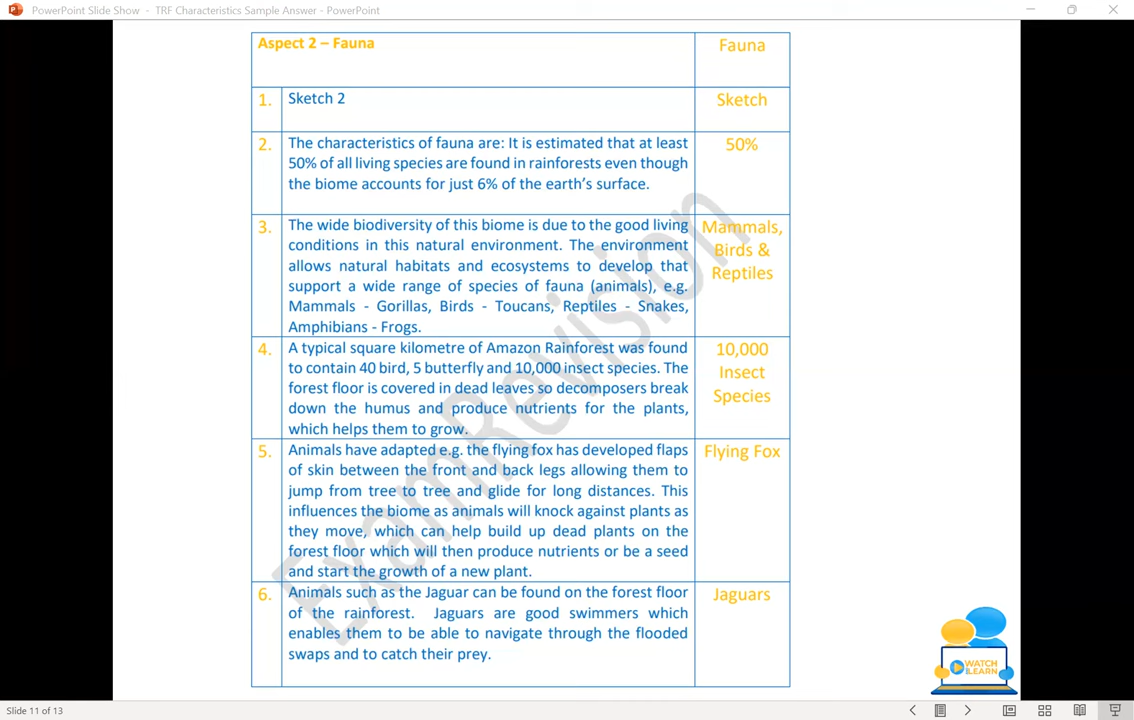 PowerPoint Slide Show - TRF Characteristics Sample Answer - PowerPoint
Aspect 2 – Fauna
Fauna
1. Sketch 2
Sketch
2. The characteristics of fauna are: It is estimated that at least
50% of all living species are found in rainforests even though
the biome accounts for just 6% of the earth's surface.
50%
3. The wide biodiversity of this biome is due to the good living
conditions in this natural environment. The environment
allows natural habitats and ecosystems to develop that
support a wide range of species of fauna (animals), e.g.
Mammals - Gorillas, Birds - Toucans, Reptiles - Snakes,
Amphibians - Frogs.
Mammals,
Birds &
Reptiles
4. A typical square kilometre of Amazon Rainforest was found
to contain 40 bird, 5 butterfly and 10,000 insect species. The
forest floor is covered in dead leaves so decomposers break
down the humus and produce nutrients for the plants,
which helps them to grow.
10,000
Insect
Species
5. Animals have adapted e.g. the flying fox has developed flaps
of skin between the front and back legs allowing them to
jump from tree to tree and glide for long distances. This
influences the biome as animals will knock against plants as
they move, which can help build up dead plants on the
forest floor which will then produce nutrients or be a seed
and start the growth of a new plant.
Flying Fox
6. Animals such as the Jaguar can be found on the forest floor
of the rainforest. Jaguars are good swimmers which
enables them to be able to navigate through the flooded
swaps and to catch their prey.
Jaguars
ExamRevision
WATCH
LEARN
Slide 11 of 13